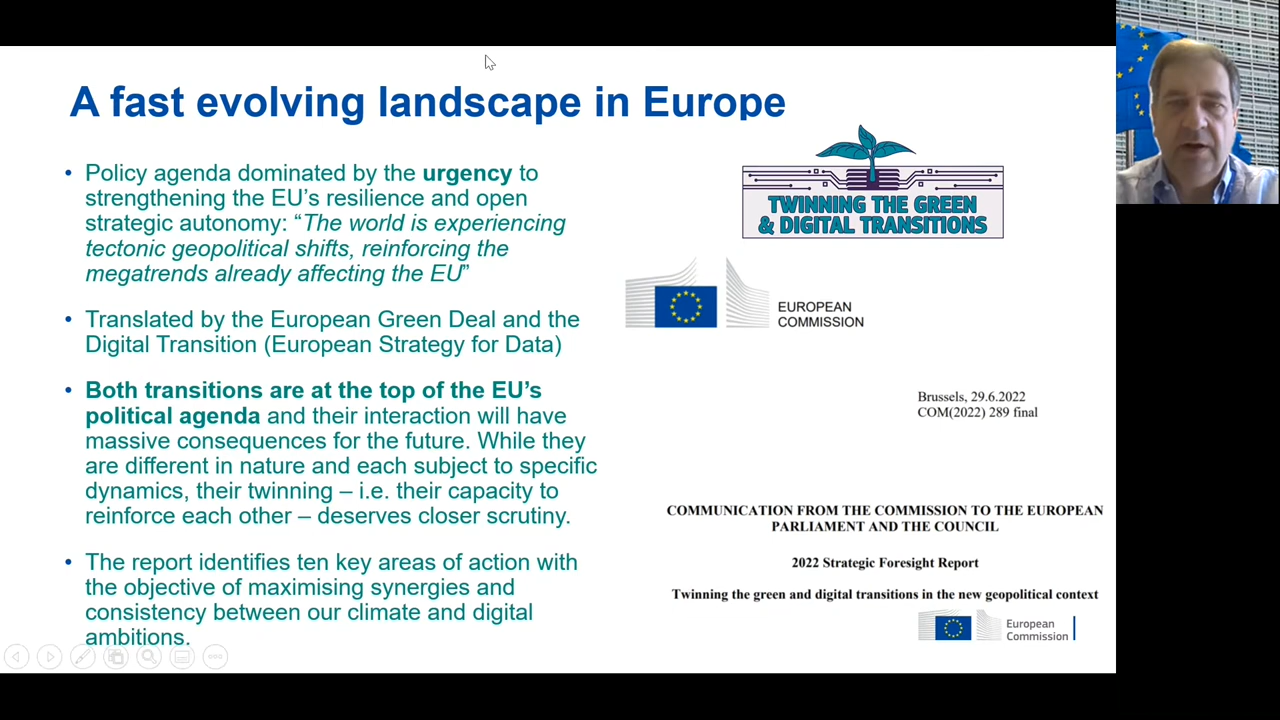 A fast evolving landscape in Europe
• Policy agenda dominated by the urgency to
strengthening the EU’s resilience and open
strategic autonomy: “The world is experiencing
tectonic geopolitical shifts, reinforcing the
megatrends already affecting the EU”
• Translated by the European Green Deal and the
Digital Transition (European Strategy for Data)
• Both transitions are at the top of the EU’s
political agenda and their interaction will have
massive consequences for the future. While they
are different in nature and each subject to specific
dynamics, their twinning – i.e. their capacity to
reinforce each other – deserves closer scrutiny.
• The report identifies ten key areas of action with
the objective of maximising synergies and
consistency between our climate and digital
ambitions.
TWINNING THE GREEN
& DIGITAL TRANSITIONS
EUROPEAN
COMMISSION
Brussels, 29.6.2022
COM(2022) 289 final
COMMUNICATION FROM THE COMMISSION TO THE EUROPEAN
PARLIAMENT AND THE COUNCIL
2022 Strategic Foresight Report
Twinning the green and digital transitions in the new geopolitical context
European
Commission